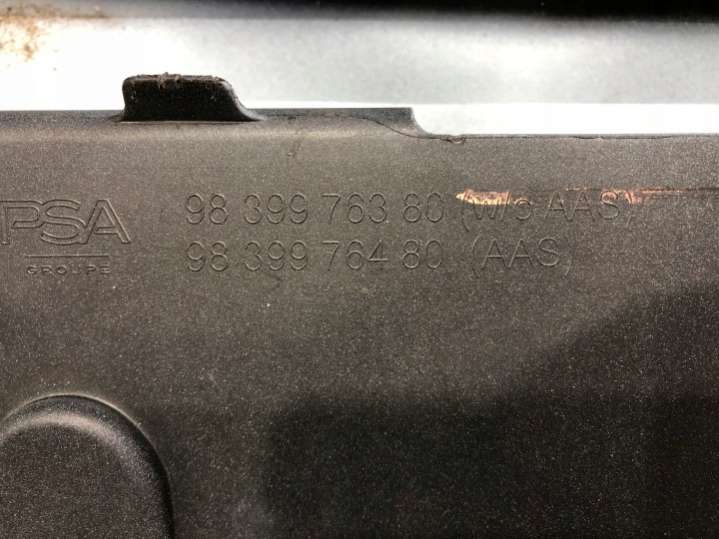 PSA
GROUPE
98 399 763 80 (w/o AAS)
98 399 764 80 (AAS)